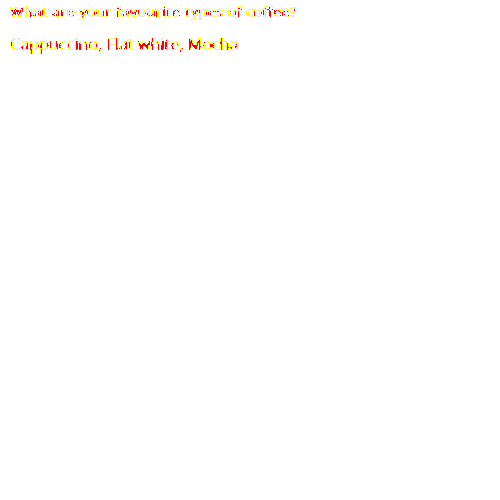 What are your favourite types of coffee?
Cappuccino, Flat white, Mocha